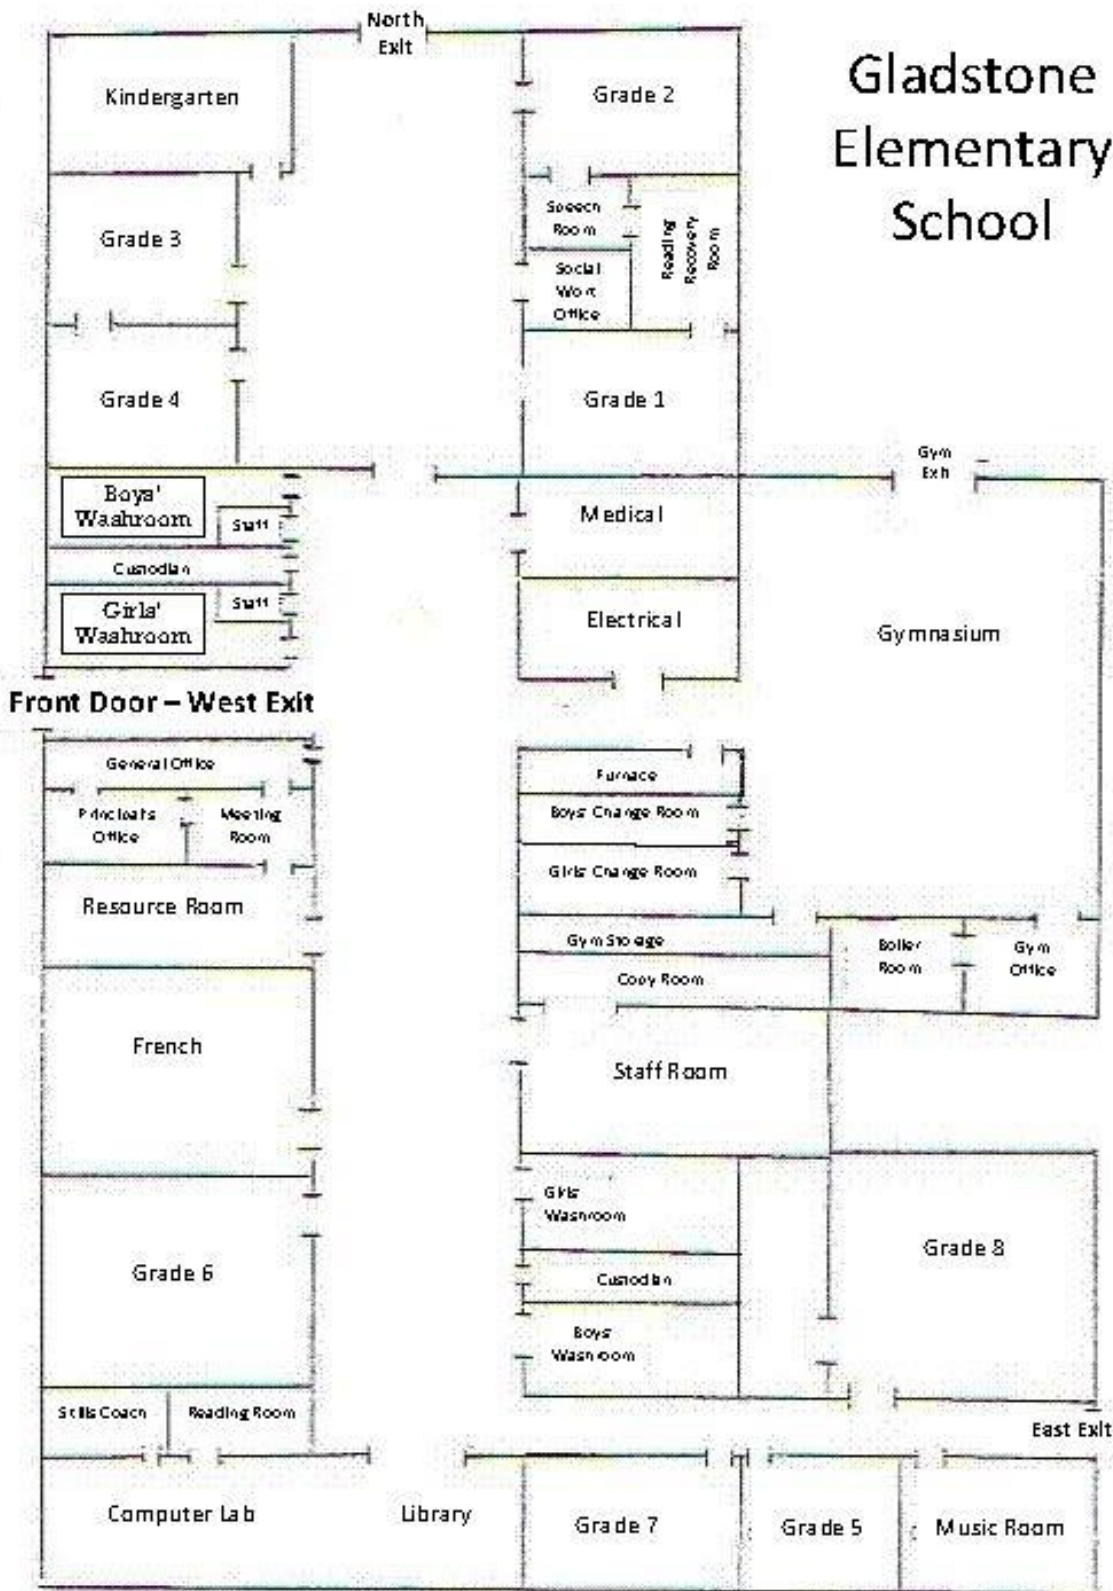 North
Exit
Gladstone
Elementary
School
Kindergarten
Grade 2
Grade 3
Speech
Room
Reading
Recovery
Room
Social
Wort
Office
Grade 4
Grade 1
Gym
Exit
Boys'
Washroom
Staff
Medical
Custodian
Girls'
Washroom
Staff
Electrical
Gymnasium
Front Door – West Exit
General Office
Furnace
Principal's
Office
Meeting
Room
Boys' Change Room
Girls Change Room
Resource Room
Gym Storage
Boiler
Room
Gym
Office
Copy Room
French
Staff Room
Girls'
Washroom
Grade 8
Grade 6
Custodian
Boys'
Washroom
Skills Coach
Reading Room
East Exit
Computer Lab
Library
Grade 7
Grade 5
Music Room